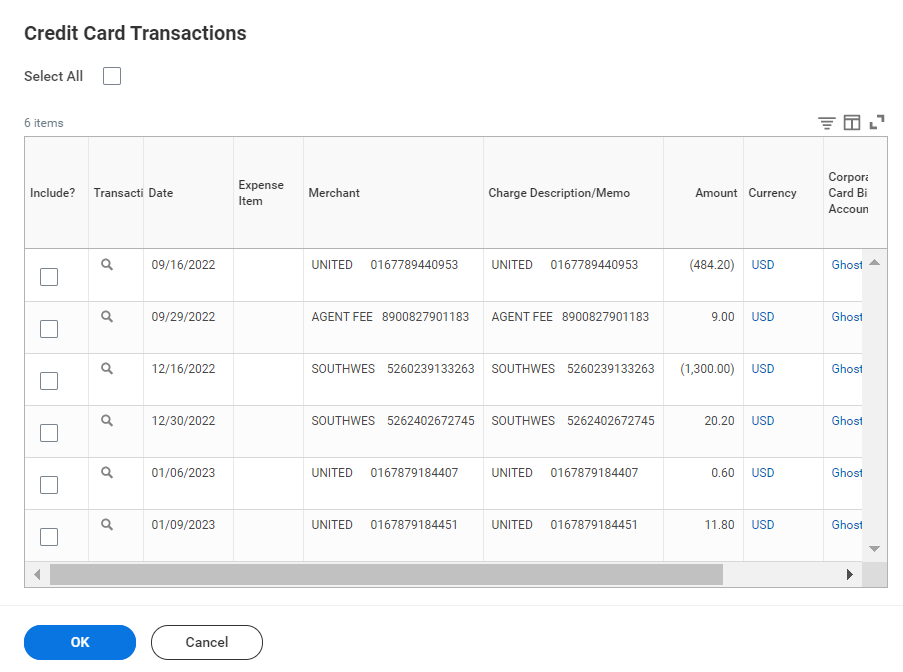 Credit Card Transactions
Select All
6 items
Include? Transacti Date Expense Item Merchant Charge Description/Memo Amount Currency Corpora Card Bi Accoun
09/16/2022 UNITED 0167789440953 UNITED 0167789440953 (484.20) USD Ghost
09/29/2022 AGENT FEE 8900827901183 AGENT FEE 8900827901183 9.00 USD Ghost
12/16/2022 SOUTHWES 5260239133263 SOUTHWES 5260239133263 (1,300.00) USD Ghost
12/30/2022 SOUTHWES 5262402672745 SOUTHWES 5262402672745 20.20 USD Ghost
01/06/2023 UNITED 0167879184407 UNITED 0167879184407 0.60 USD Ghost
01/09/2023 UNITED 0167879184451 UNITED 0167879184451 11.80 USD Ghost
OK Cancel